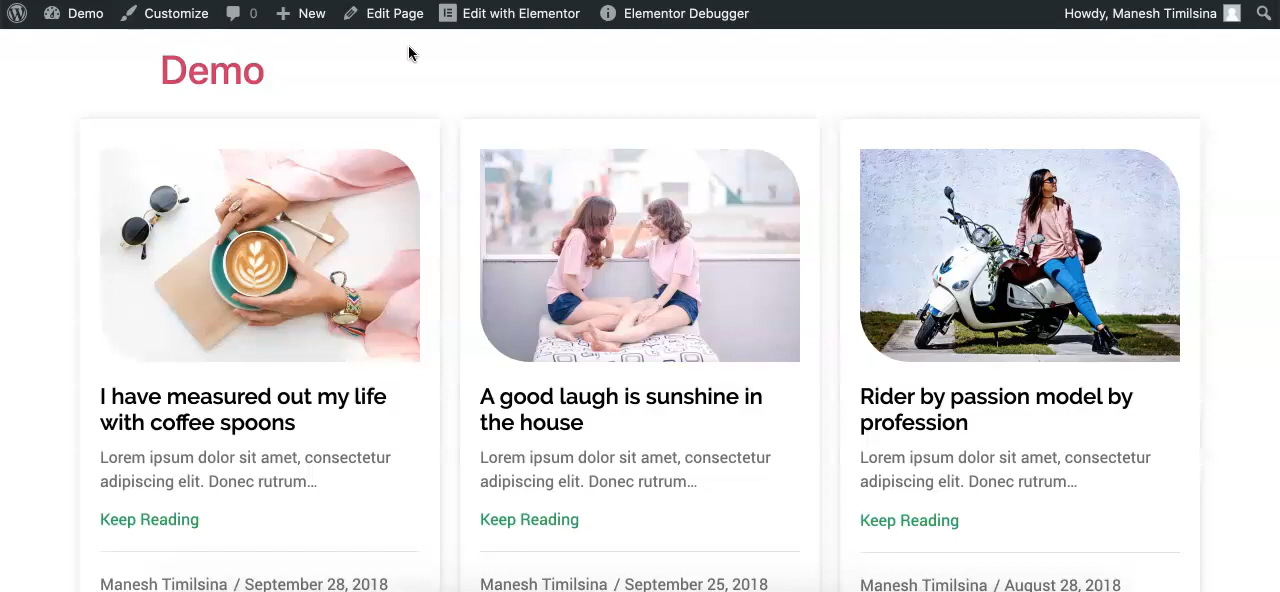 Demo Customize 0 New Edit Page Edit with Elementor Elementor Debugger Howdy, Manesh Timilsina
Demo
I have measured out my life
with coffee spoons
Lorem ipsum dolor sit amet, consectetur
adipiscing elit. Donec rutrum...
Keep Reading
Manesh Timilsina / September 28, 2018
A good laugh is sunshine in
the house
Lorem ipsum dolor sit amet, consectetur
adipiscing elit. Donec rutrum...
Keep Reading
Manesh Timilsina / September 25, 2018
Rider by passion model by
profession
Lorem ipsum dolor sit amet, consectetur
adipiscing elit. Donec rutrum...
Keep Reading
Manesh Timilsina / August 28, 2018